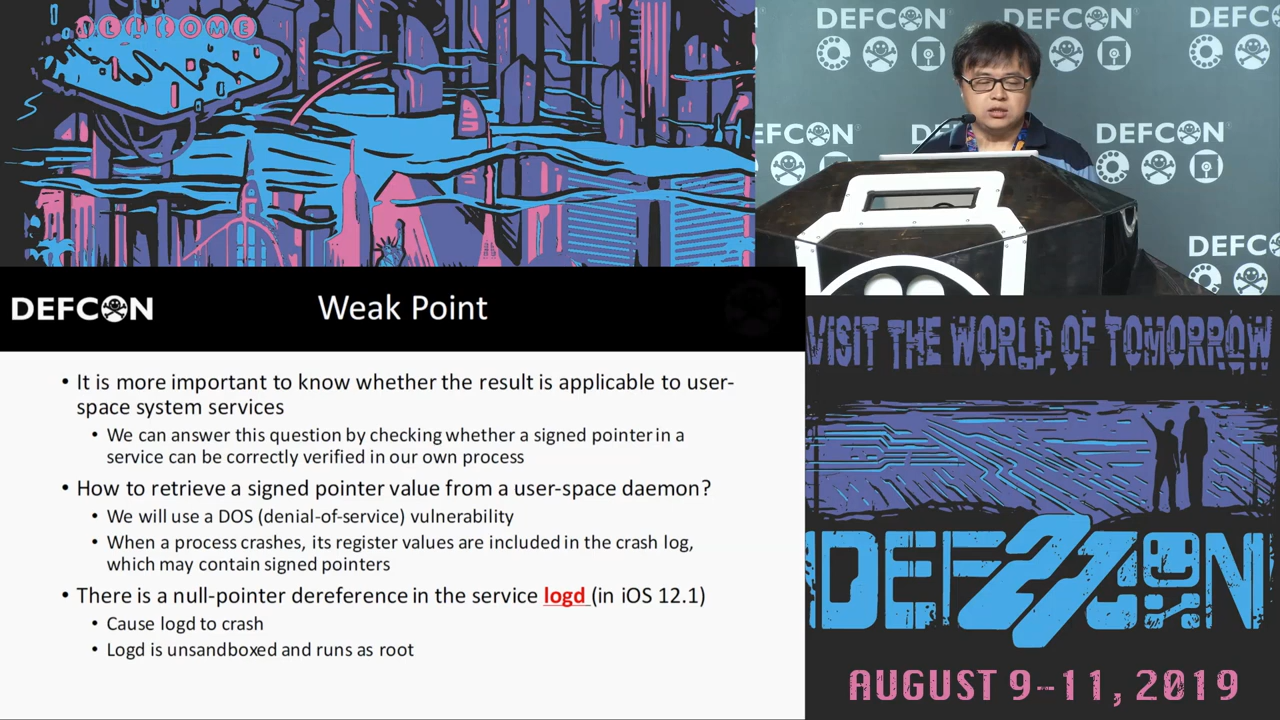 WELCOME
DEFCON
DEFCON
DEFC
DEFCON
DEFCON
DEFC
DEFCON
Weak Point
• It is more important to know whether the result is applicable to user-
space system services
• We can answer this question by checking whether a signed pointer in a
service can be correctly verified in our own process
• How to retrieve a signed pointer value from a user-space daemon?
• We will use a DOS (denial-of-service) vulnerability
• When a process crashes, its register values are included in the crash log,
which may contain signed pointers
• There is a null-pointer dereference in the service logd (in iOS 12.1)
• Cause logd to crash
• Logd is unsandboxed and runs as root
VISIT THE WORLD OF TOMORROW
DEF27CON
AUGUST 9-11, 2019